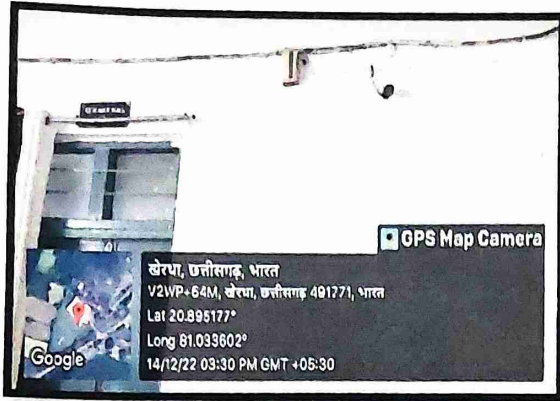 GPS Map Camera
खेरधा, छत्तीसगढ़, भारत
V2WP+64M, खेरधा, छत्तीसगढ़ 491771, भारत
Lat 20.895177°
Long 81.033602°
14/12/22 03:30 PM GMT +05:30
Google